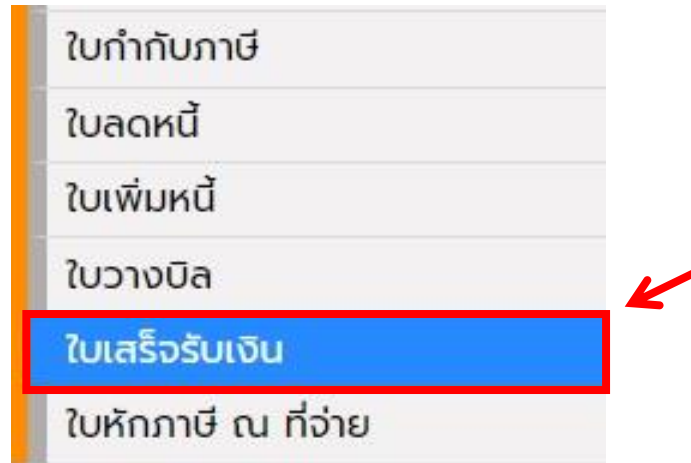 ใบกำกับภาษี
ใบลดหนี้
ใบเพิ่มหนี้
ใบวางบิล
ใบเสร็จรับเงิน
ใบหักภาษี ณ ที่จ่าย